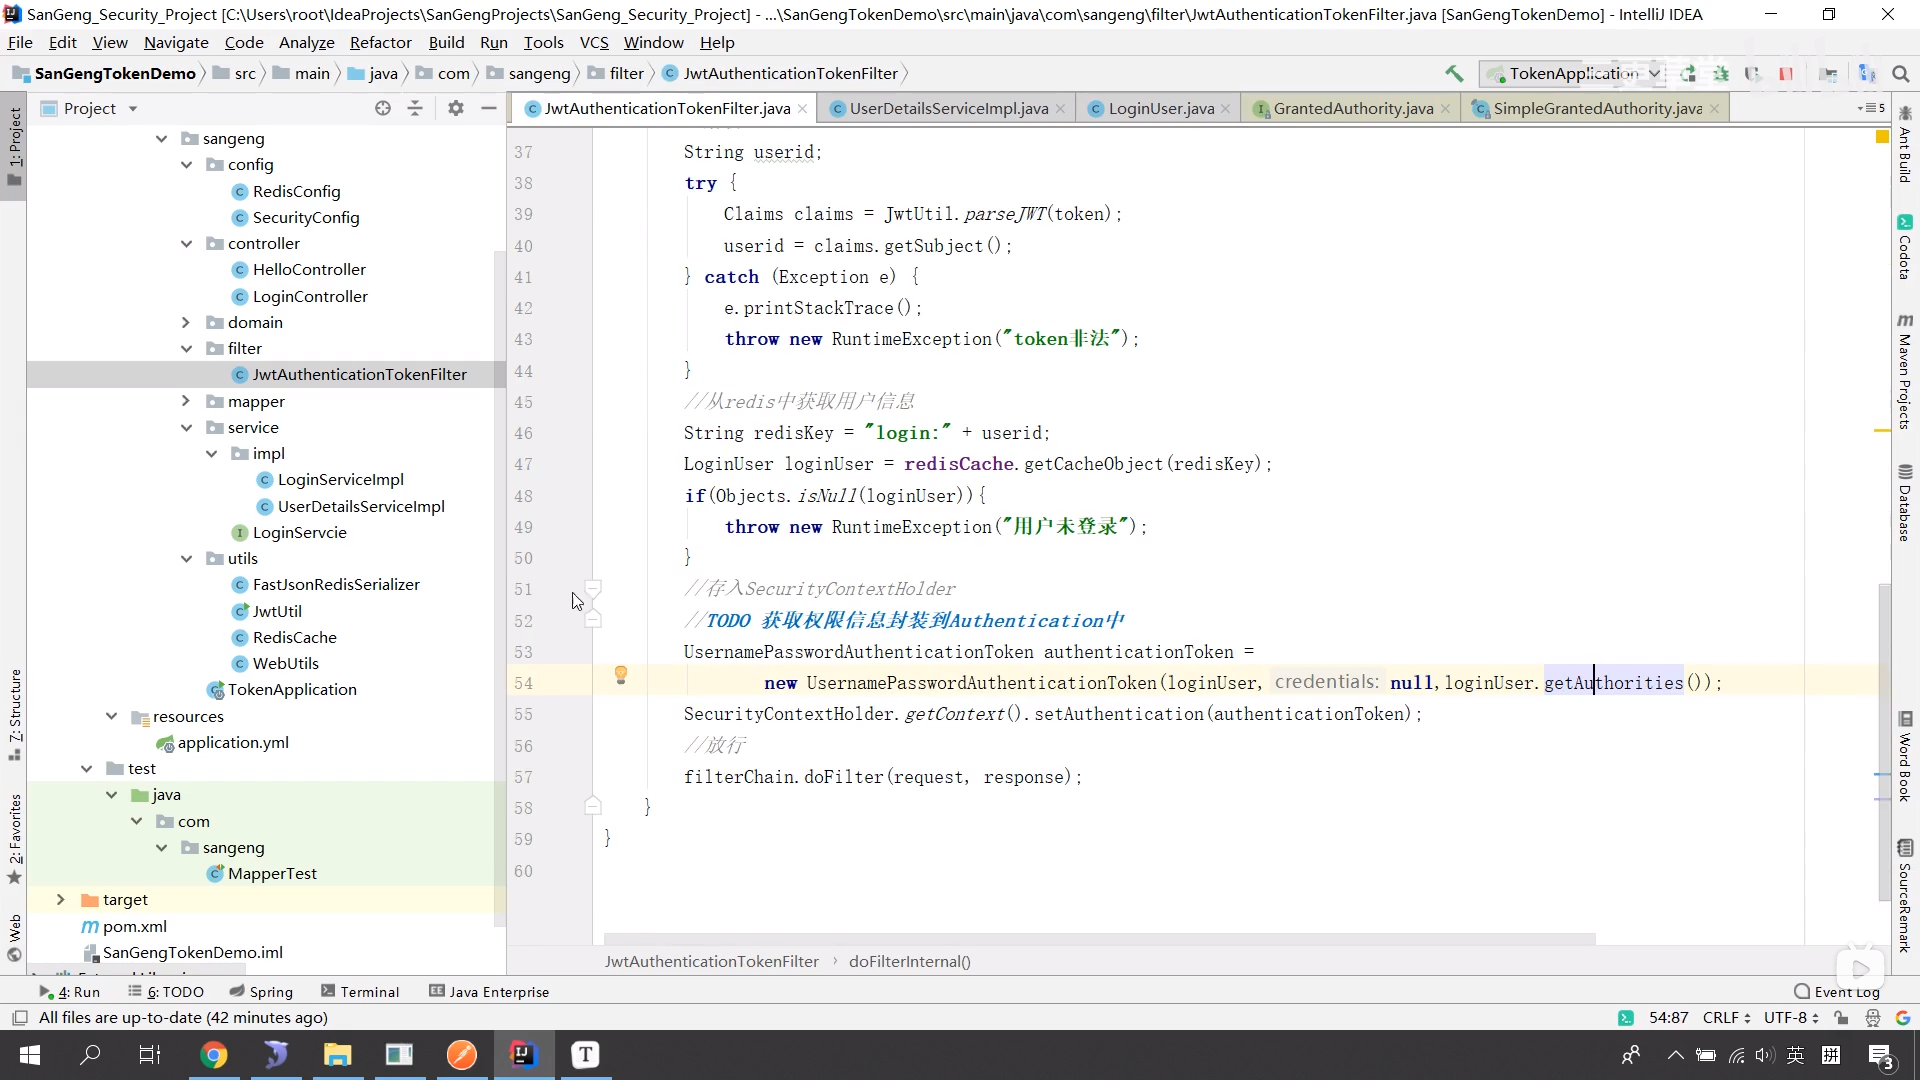 SanGeng_Security_Project [C:\Users\root\IdeaProjects\SanGengProjects\SanGeng_Security_Project] - ...\SanGengTokenDemo\src\main\java\com\sangeng\filter\JwtAuthenticationTokenFilter.java [SanGengTokenDemo] - IntelliJ IDEA
File Edit View Navigate Code Analyze Refactor Build Run Tools VCS Window Help
SanGengTokenDemo src main java com sangeng filter JwtAuthenticationTokenFilter
TokenApplication
Project
JwtAuthenticationTokenFilter.java UserDetailsServiceImpl.java LoginUser.java GrantedAuthority.java SimpleGrantedAuthority.java 5
1: Project
Z: Structure
2: Favorites
Web
sangeng
config
RedisConfig
SecurityConfig
controller
HelloController
LoginController
domain
filter
JwtAuthenticationTokenFilter
mapper
service
impl
LoginServiceImpl
UserDetailsServiceImpl
LoginServcie
utils
FastJsonRedisSerializer
JwtUtil
RedisCache
WebUtils
TokenApplication
resources
application.yml
test
java
com
sangeng
MapperTest
target
pom.xml
SanGengTokenDemo.iml
37 String userid;
38 try {
39 Claims claims = JwtUtil.parseJWT(token);
40 userid = claims.getSubject();
41 } catch (Exception e) {
42 e.printStackTrace();
43 throw new RuntimeException("token非法");
44 }
45 //从redis中获取用户信息
46 String redisKey = "login:" + userid;
47 LoginUser loginUser = redisCache.getCacheObject(redisKey);
48 if(Objects.isNull(loginUser)){
49 throw new RuntimeException("用户未登录");
50 }
51 //存入SecurityContextHolder
52 //TODO 获取权限信息封装到Authentication中
53 UsernamePasswordAuthenticationToken authenticationToken =
54 new UsernamePasswordAuthenticationToken(loginUser, credentials: null,loginUser.getAuthorities());
55 SecurityContextHolder.getContext().setAuthentication(authenticationToken);
56 //放行
57 filterChain.doFilter(request, response);
58 }
59 }
60
JwtAuthenticationTokenFilter › doFilterInternal()
Ant Build
Codota
Maven Projects
Database
Word Book
SourceRemark
4: Run 6: TODO Spring Terminal Java Enterprise Event Log
All files are up-to-date (42 minutes ago) 54:87 CRLF UTF-8
英 拼 3